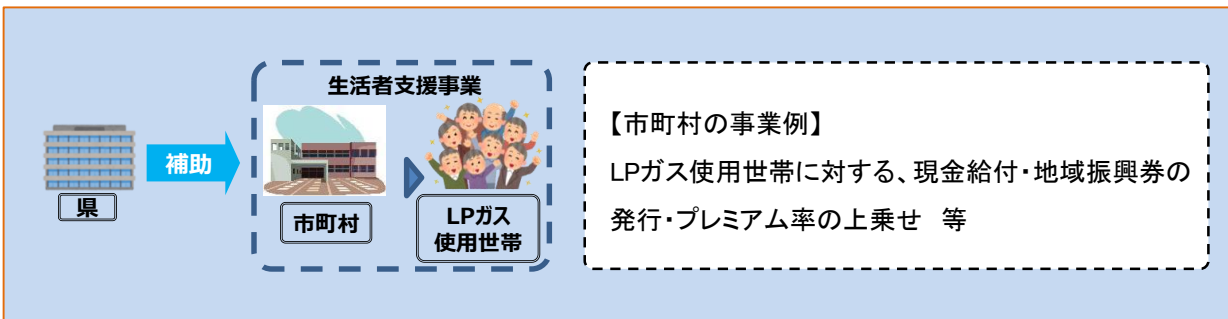 生活者支援事業
県
補助
市町村
LPガス
使用世帯
【市町村の事業例】
LPガス使用世帯に対する、現金給付・地域振興券の
発行・プレミアム率の上乗せ　等